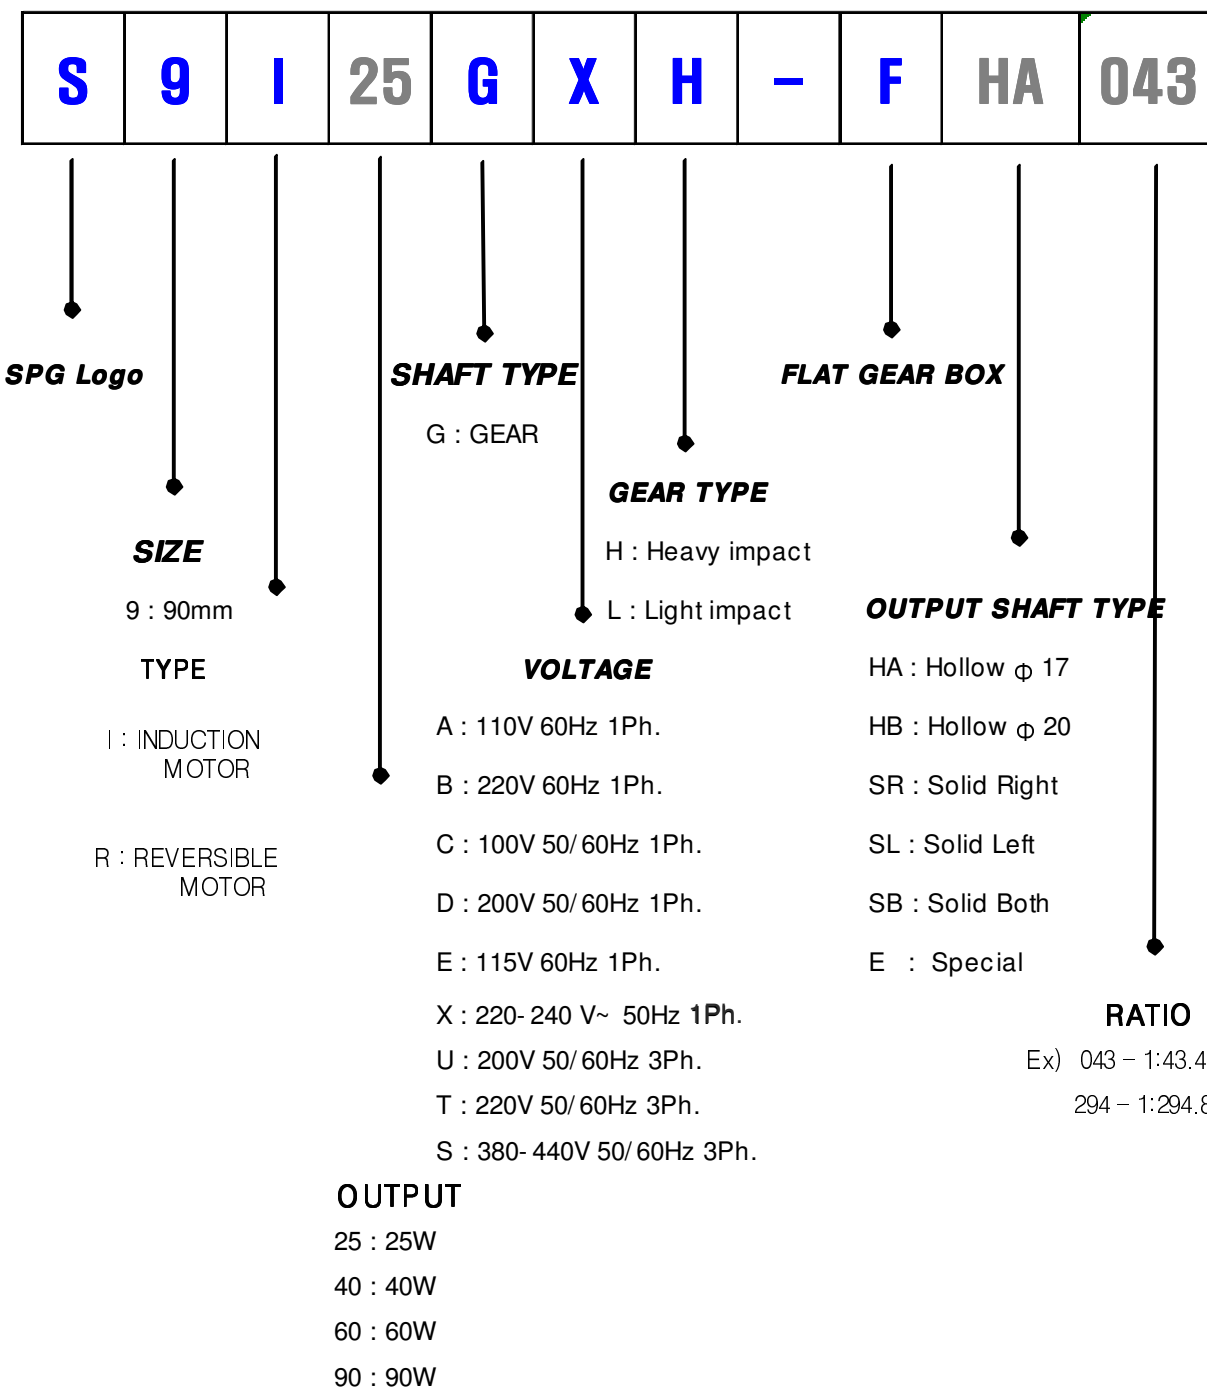 S 9 I 25 G X H – F HA 043
SPG Logo
SHAFT TYPE
G : GEAR
FLAT GEAR BOX
GEAR TYPE
H : Heavy impact
L : Light impact
SIZE
9 : 90mm
TYPE
I : INDUCTION
MOTOR
R : REVERSIBLE
MOTOR
VOLTAGE
A : 110V 60Hz 1Ph.
B : 220V 60Hz 1Ph.
C : 100V 50/60Hz 1Ph.
D : 200V 50/60Hz 1Ph.
E : 115V 60Hz 1Ph.
X : 220-240 V~ 50Hz 1Ph.
U : 200V 50/60Hz 3Ph.
T : 220V 50/60Hz 3Ph.
S : 380-440V 50/60Hz 3Ph.
OUTPUT SHAFT TYPE
HA : Hollow Φ 17
HB : Hollow Φ 20
SR : Solid Right
SL : Solid Left
SB : Solid Both
E : Special
RATIO
Ex) 043 – 1:43.4
294 – 1:294.8
OUTPUT
25 : 25W
40 : 40W
60 : 60W
90 : 90W